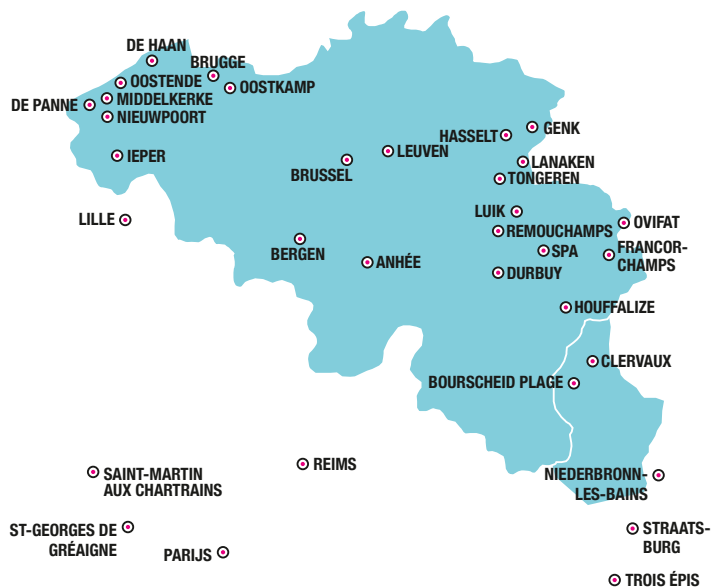 DE HAAN
BRUGGE
OOSTENDE
OOSTKAMP
MIDDELKERKE
DE PANNE
NIEUWPOORT
GENK
HASSELT
IEPER
LEUVEN
BRUSSEL
LANAKEN
TONGEREN
LILLE
LUIK
OVIFAT
REMOUCHAMPS
BERGEN
SPA
FRANCOR-
CHAMPS
ANHÉE
DURBUY
HOUFFALIZE
CLERVAUX
BOURSCHEID PLAGE
REIMS
SAINT-MARTIN
AUX CHARTRAINS
NIEDERBRONN-
LES-BAINS
ST-GEORGES DE
GRÉAIGNE
PARIJS
STRAATS-
BURG
TROIS ÉPIS